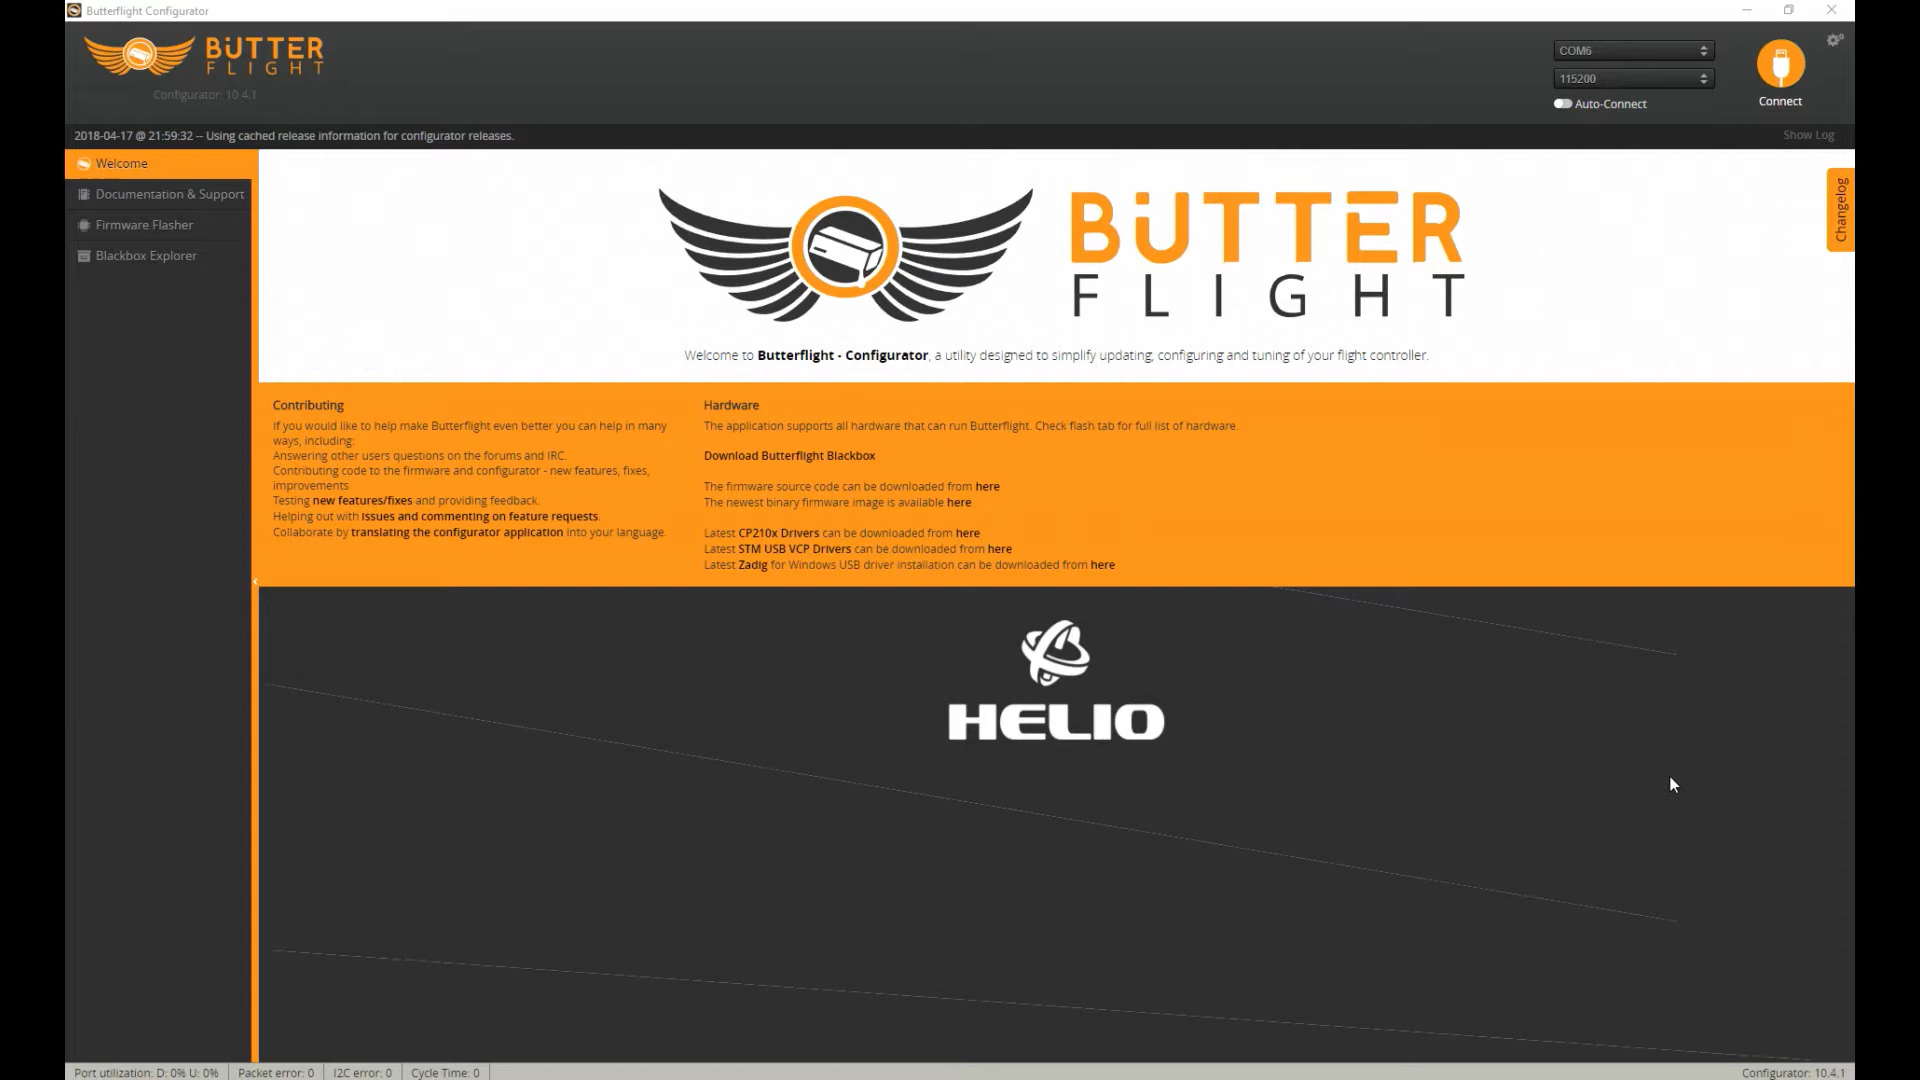 Butterflight Configurator
BUTTER
FLIGHT
Configurator: 10.4.1
COM6
115200
Auto-Connect
Connect
2018-04-17 @ 21:59:32 -- Using cached release information for configurator releases.
Show Log
Welcome
Documentation & Support
Firmware Flasher
Blackbox Explorer
BUTTER
FLIGHT
Changelog
Welcome to Butterflight - Configurator, a utility designed to simplify updating, configuring and tuning of your flight controller.
Contributing
If you would like to help make Butterflight even better you can help in many
ways, including:
Answering other users questions on the forums and IRC.
Contributing code to the firmware and configurator - new features, fixes,
improvements
Testing new features/fixes and providing feedback.
Helping out with issues and commenting on feature requests.
Collaborate by translating the configurator application into your language.
Hardware
The application supports all hardware that can run Butterflight. Check flash tab for full list of hardware.
Download Butterflight Blackbox
The firmware source code can be downloaded from here
The newest binary firmware image is available here
Latest CP210x Drivers can be downloaded from here
Latest STM USB VCP Drivers can be downloaded from here
Latest Zadig for Windows USB driver installation can be downloaded from here
HELIO
Port utilization: D: 0% U: 0%
Packet error: 0
I2C error: 0
Cycle Time: 0
Configurator: 10.4.1